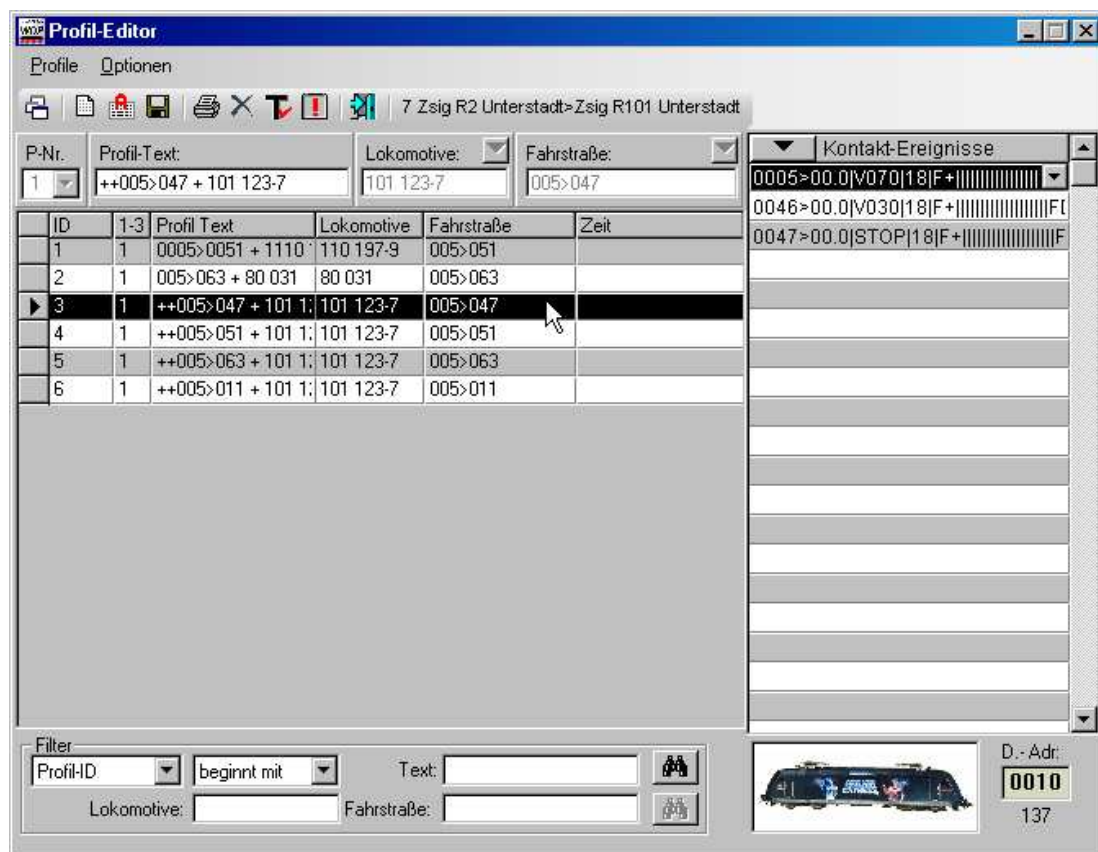 Profil-Editor
Profile Optionen
7 Zsig R2 Unterstadt>Zsig R101 Unterstadt
P-Nr. Profil-Text: Lokomotive: Fahrstraße: Kontakt-Ereignisse
1 ++005>047 + 101 123-7 101 123-7 005>047 0005>00.0|V070|18|F+|||||||||||||||||
0046>00.0|V030|18|F+||||||||||||||||||||F(
ID 1-3 Profil Text Lokomotive Fahrstraße Zeit 0047>00.0|STOP|18|F+||||||||||||||||||||F
1 1 0005>0051 + 1110 110 197-9 005>051
2 1 005>063 + 80 031 80 031 005>063
3 1 ++005>047 + 101 1 101 123-7 005>047
4 1 ++005>051 + 101 1 101 123-7 005>051
5 1 ++005>063 + 101 1 101 123-7 005>063
6 1 ++005>011 + 101 1 101 123-7 005>011
Filter
Profil-ID beginnt mit Text:
Lokomotive: Fahrstraße:
D.- Adr:
0010
137